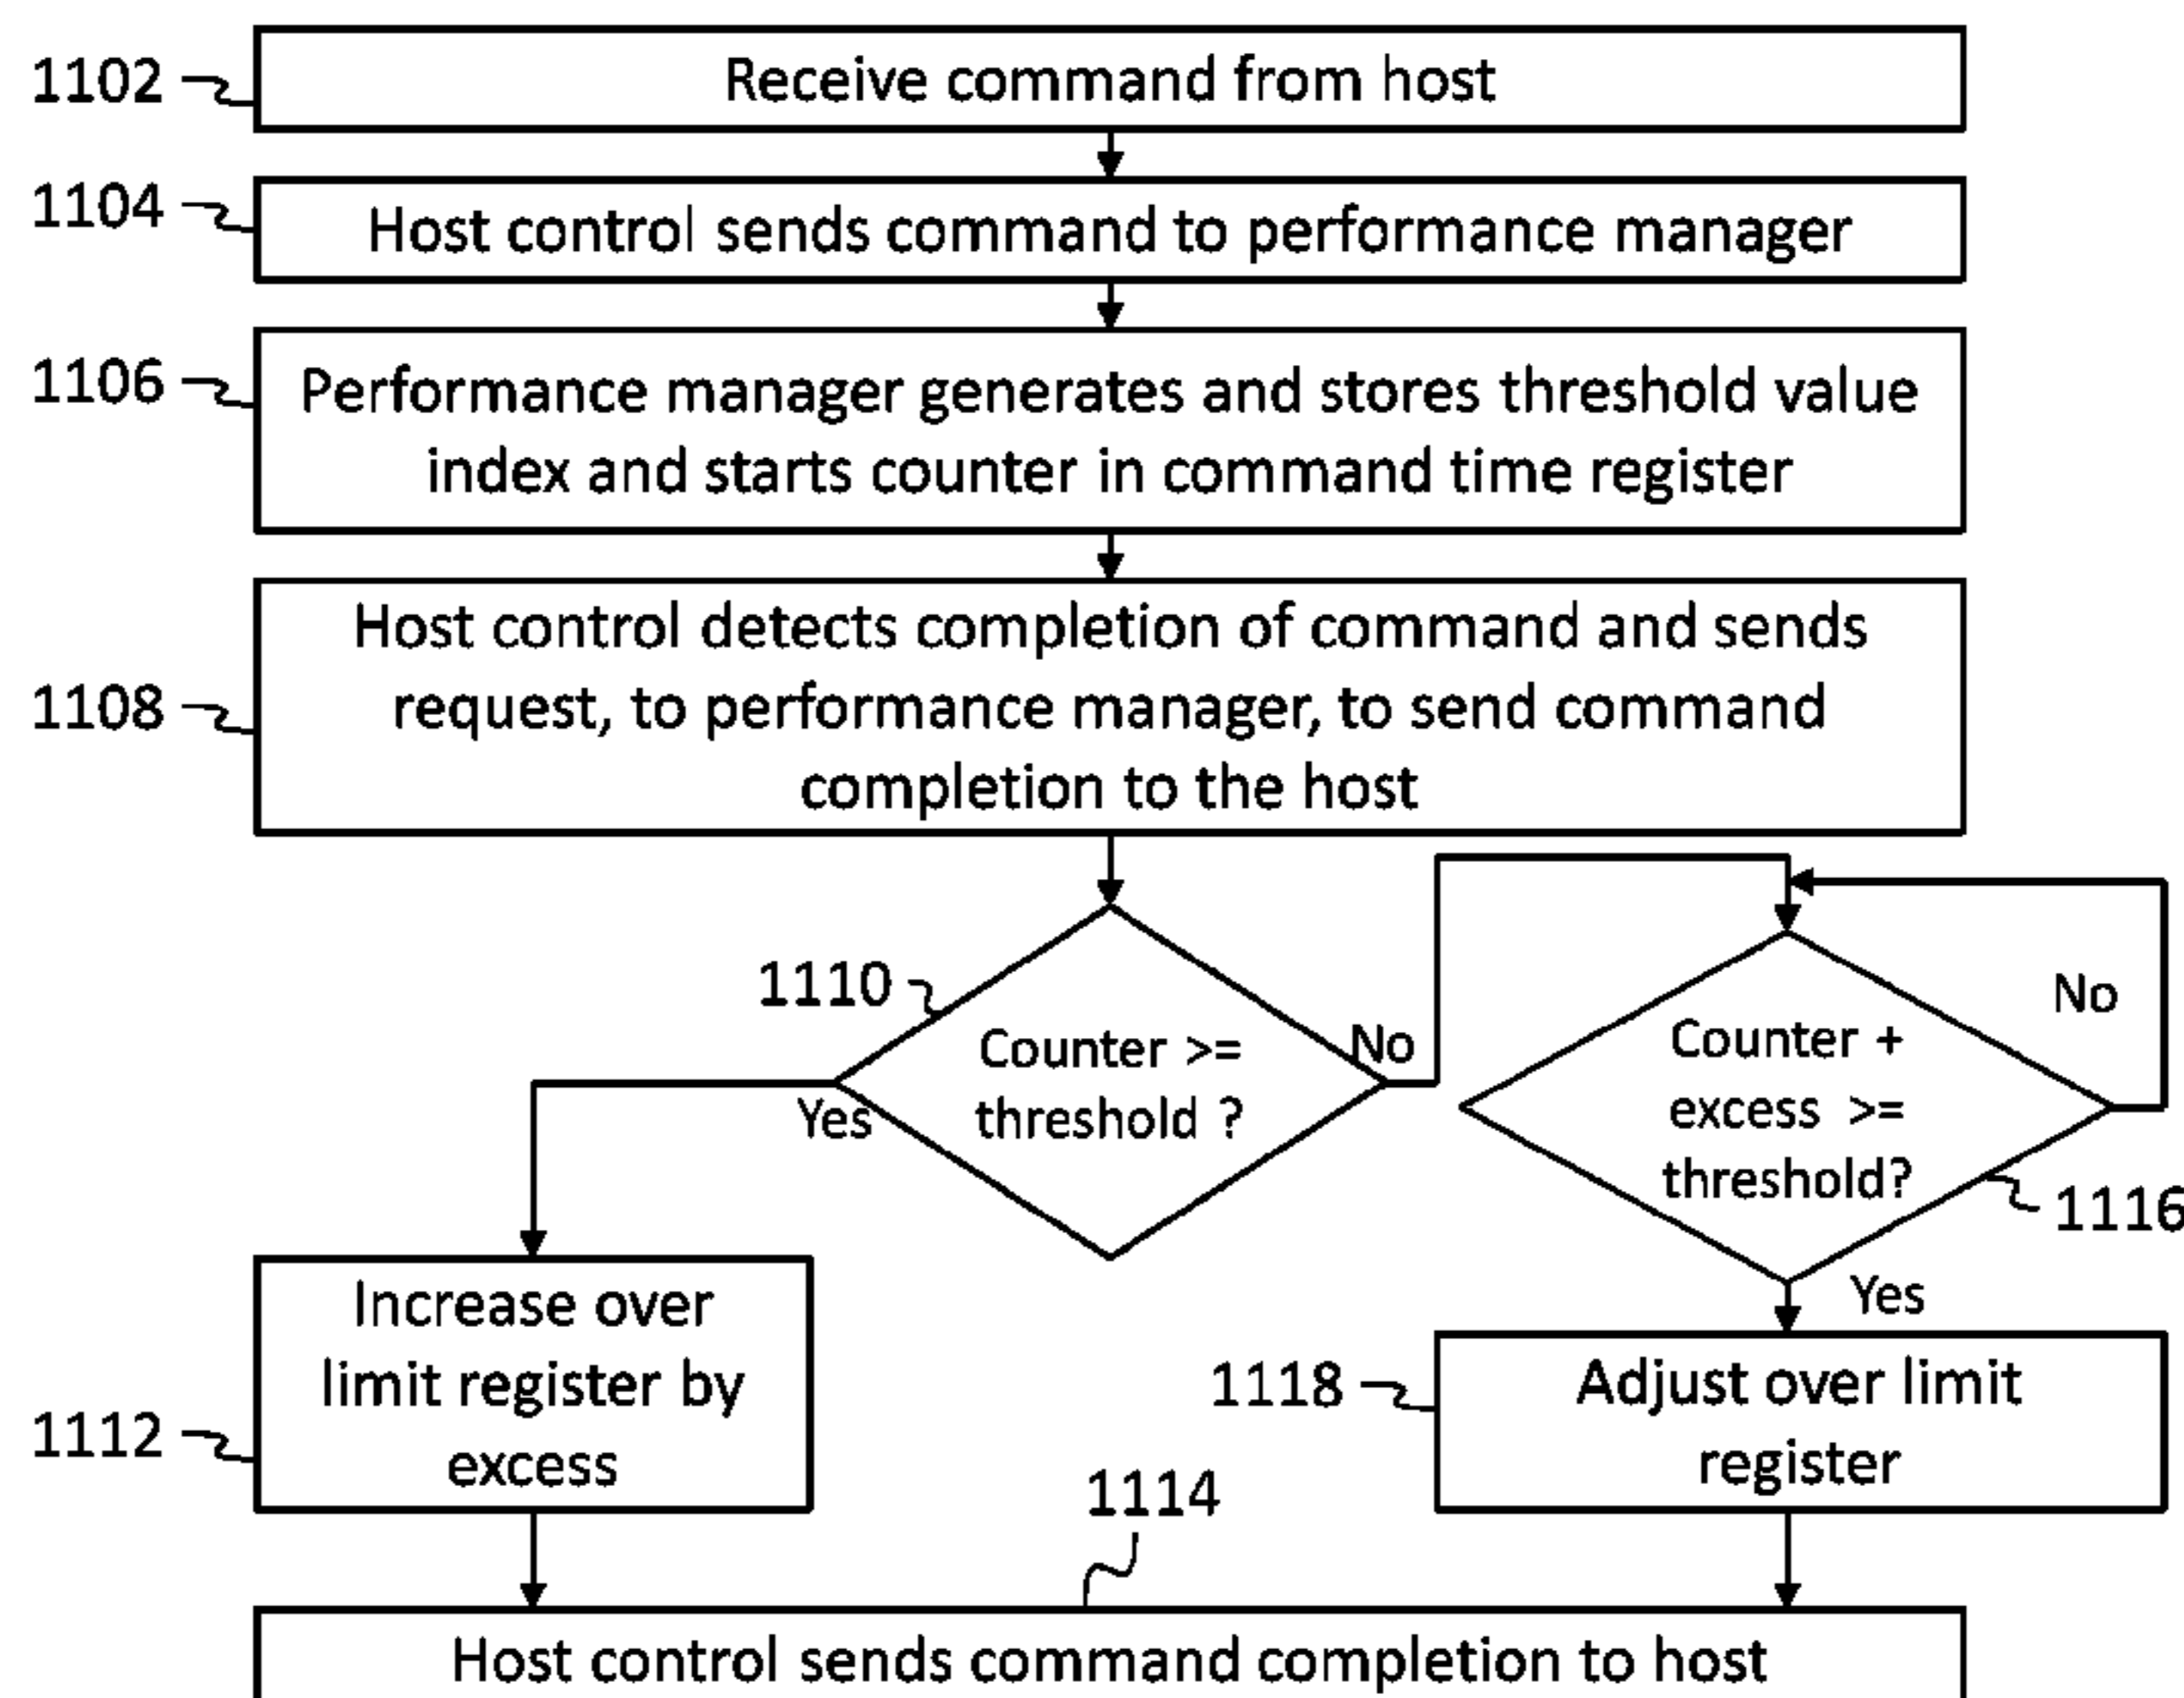 1102
Receive command from host
1104
Host control sends command to performance manager
1106
Performance manager generates and stores threshold value
index and starts counter in command time register
Host control detects completion of command and sends
1108
request, to performance manager, to send command
completion to the host
1110
Counter >=
threshold ?
Yes
No
Counter +
excess >=
threshold?
No
1116
Yes
Increase over
limit register by
excess
1112
1118
Adjust over limit
register
1114
Host control sends command completion to host